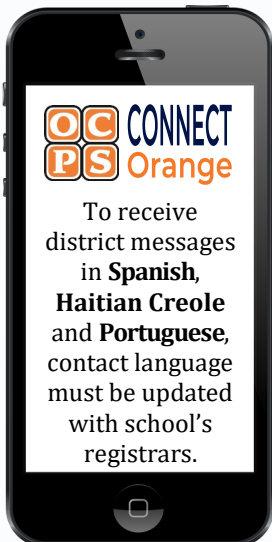 OC CONNECT
PS Orange
To receive
district messages
in Spanish,
Haitian Creole
and Portuguese,
contact language
must be updated
with school's
registrars.